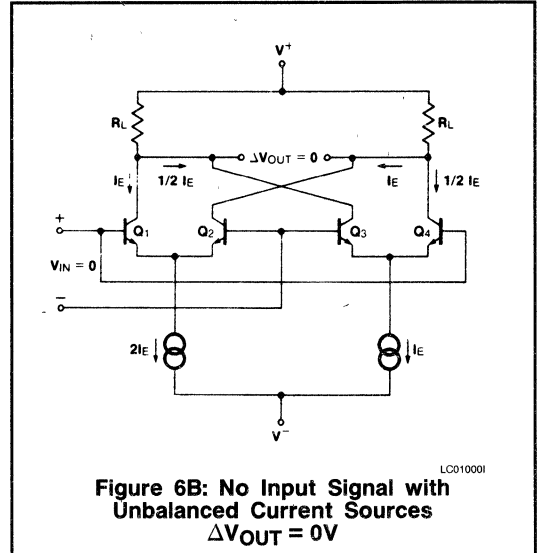 V+
RL
RL
ΔVOUT = 0
IE
1/2 IE
IE
1/2 IE
+
Q1
Q2
Q3
Q4
VIN = 0
−
2IE
IE
V−
LC01000I
Figure 6B: No Input Signal with
Unbalanced Current Sources
ΔVOUT = 0V